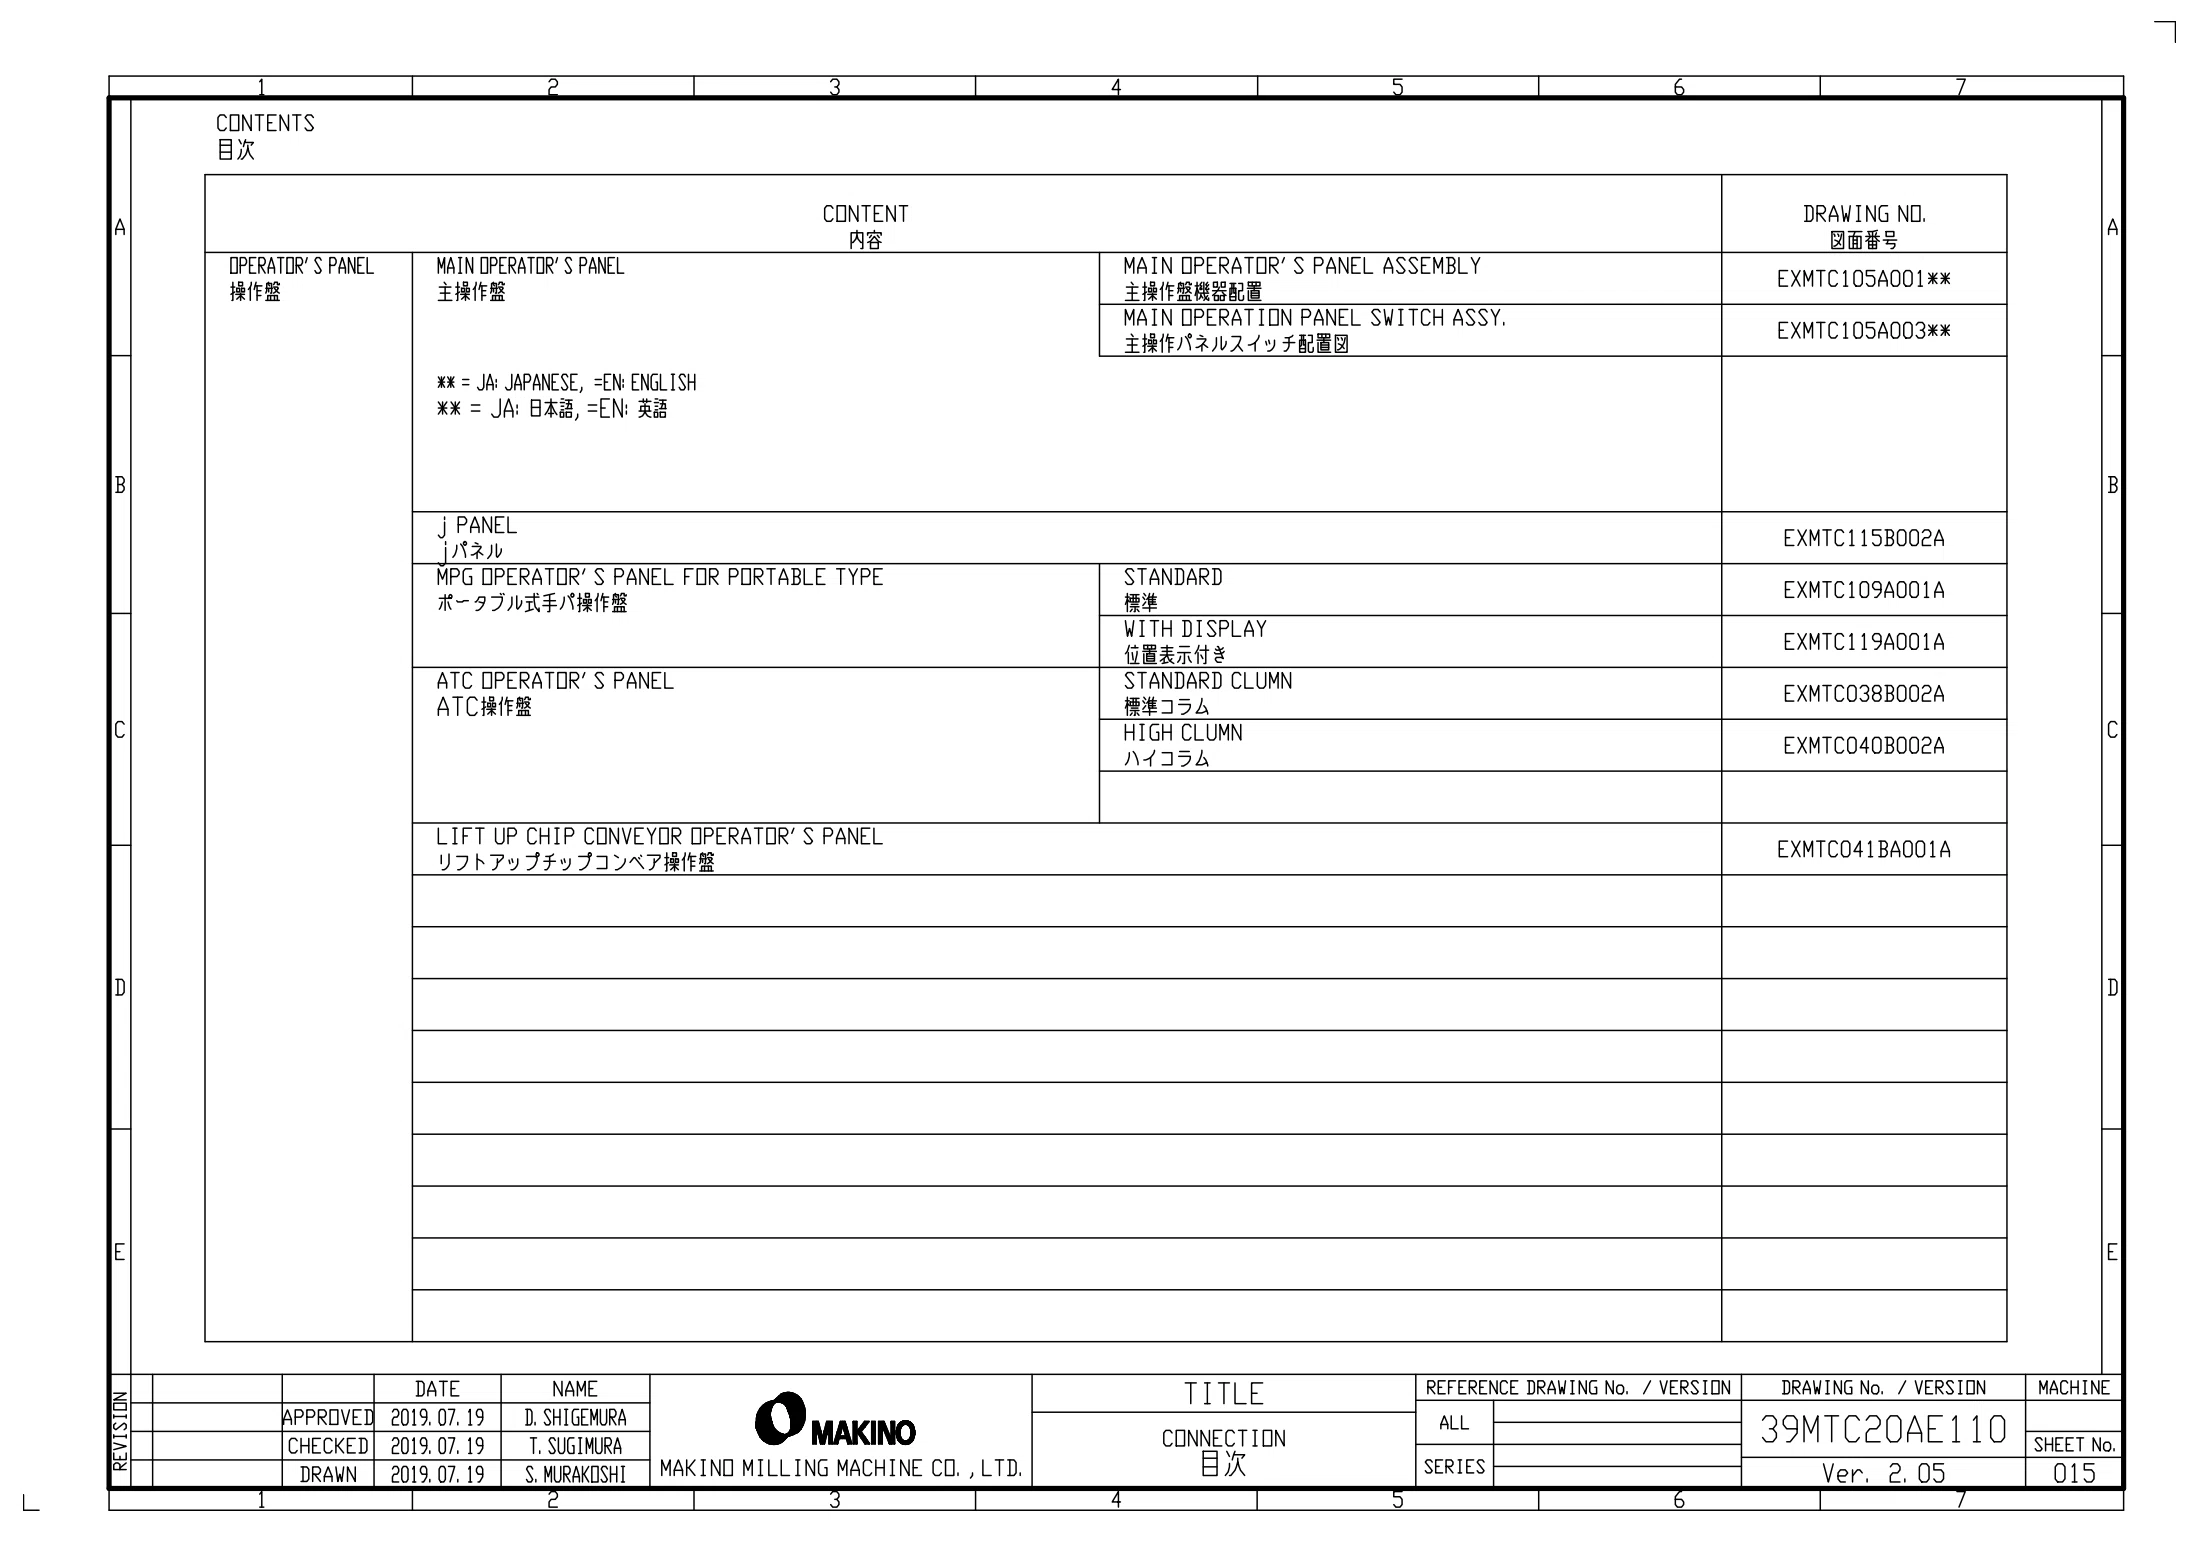 1 2 3 4 5 6 7
CONTENTS
目次
CONTENT
内容
DRAWING NO.
図面番号
OPERATOR'S PANEL
操作盤
MAIN OPERATOR'S PANEL
主操作盤
MAIN OPERATOR'S PANEL ASSEMBLY
主操作盤機器配置
EXMTC105A001**
MAIN OPERATION PANEL SWITCH ASSY.
主操作パネルスイッチ配置図
EXMTC105A003**
** = JA: JAPANESE, =EN: ENGLISH
** = JA: 日本語, =EN: 英語
j PANEL
jパネル
EXMTC115B002A
MPG OPERATOR'S PANEL FOR PORTABLE TYPE
ポータブル式手パ操作盤
STANDARD
標準
EXMTC109A001A
WITH DISPLAY
位置表示付き
EXMTC119A001A
ATC OPERATOR'S PANEL
ATC操作盤
STANDARD CLUMN
標準コラム
EXMTC038B002A
HIGH CLUMN
ハイコラム
EXMTC040B002A
LIFT UP CHIP CONVEYOR OPERATOR'S PANEL
リフトアップチップコンベア操作盤
EXMTC041BA001A
A A
B B
C C
D D
E E
REVISION
DATE NAME
APPROVED 2019.07.19 D. SHIGEMURA
CHECKED 2019.07.19 T. SUGIMURA
DRAWN 2019.07.19 S. MURAKOSHI
MAKINO
MAKINO MILLING MACHINE CO., LTD.
TITLE
CONNECTION
目次
REFERENCE DRAWING No. / VERSION
ALL
SERIES
DRAWING No. / VERSION
39MTC20AE110
Ver. 2.05
MACHINE
SHEET No.
015
1 2 3 4 5 6 7